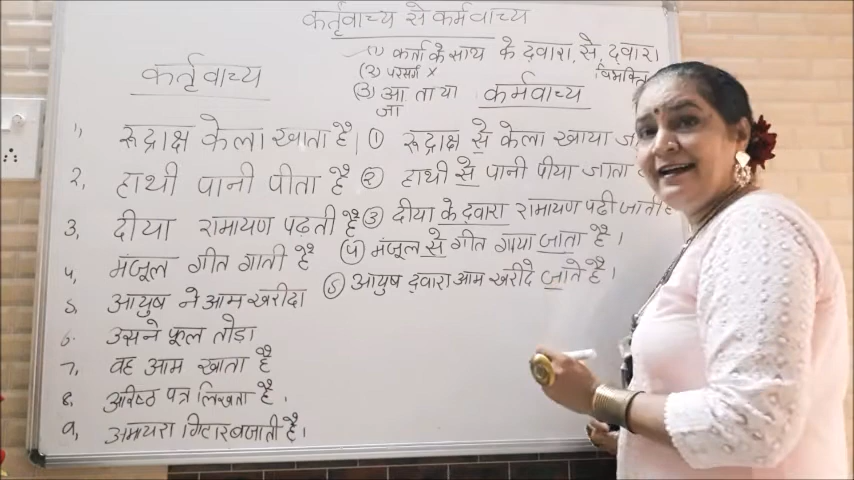 कर्तृवाच्य से कर्मवाच्य
(1) कर्ता के साथ के द्वारा, से, द्वारा
(2) परसर्ग × विभक्ति
कर्तृवाच्य
(3) आ ता या जा
कर्मवाच्य
1, रूद्राक्ष केला खाता है।
① रूद्राक्ष से केला खाया
2, हाथी पानी पीता है
② हाथी से पानी पीया जाता
3, दीया रामायण पढ़ती है
③ दीया के द्वारा रामायण पढी जाती
4, मंजूल गीत गाती है
④ मंजूल से गीत गाया जाता है।
5. आयुष ने आम खरीदा
⑤ आयुष द्वारा आम खरीदे जाते है।
6. उसने फूल तोडा
7, वह आम खाता है
8. अरिष्ठ पत्र लिखता है.
9, अमायरा गिटार बजाती है।